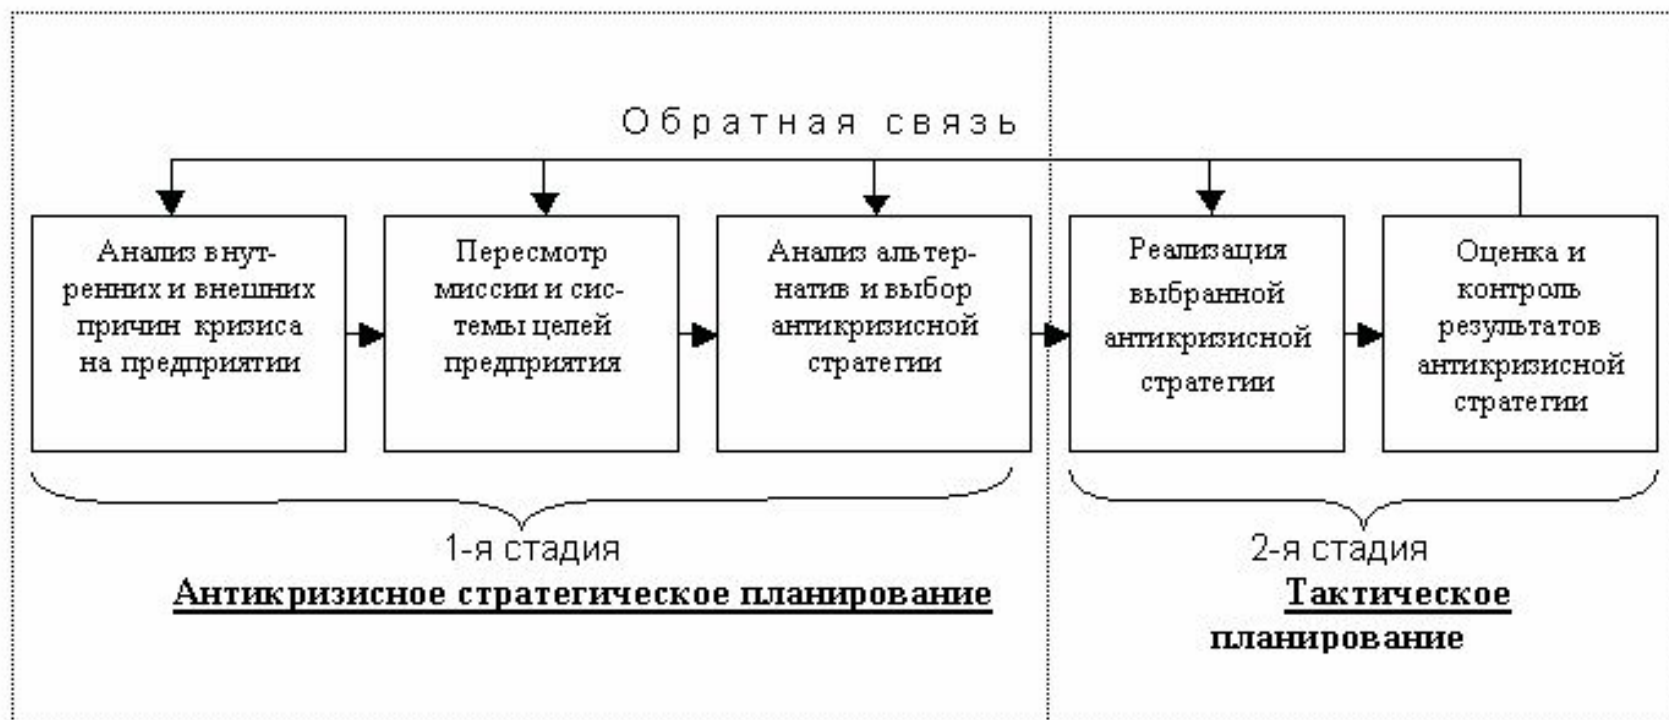 Обратная связь
Анализ внут-
ренних и внешних
причин кризиса
на предприятии
Пересмотр
миссии и сис-
темы целей
предприятия
Анализ альтер-
натив и выбор
антикризисной
стратегии
Реализация
выбранной
антикризисной
стратегии
Оценка и
контроль
результатов
антикризисной
стратегии
1-я стадия
Антикризисное стратегическое планирование
2-я стадия
Тактическое
планирование